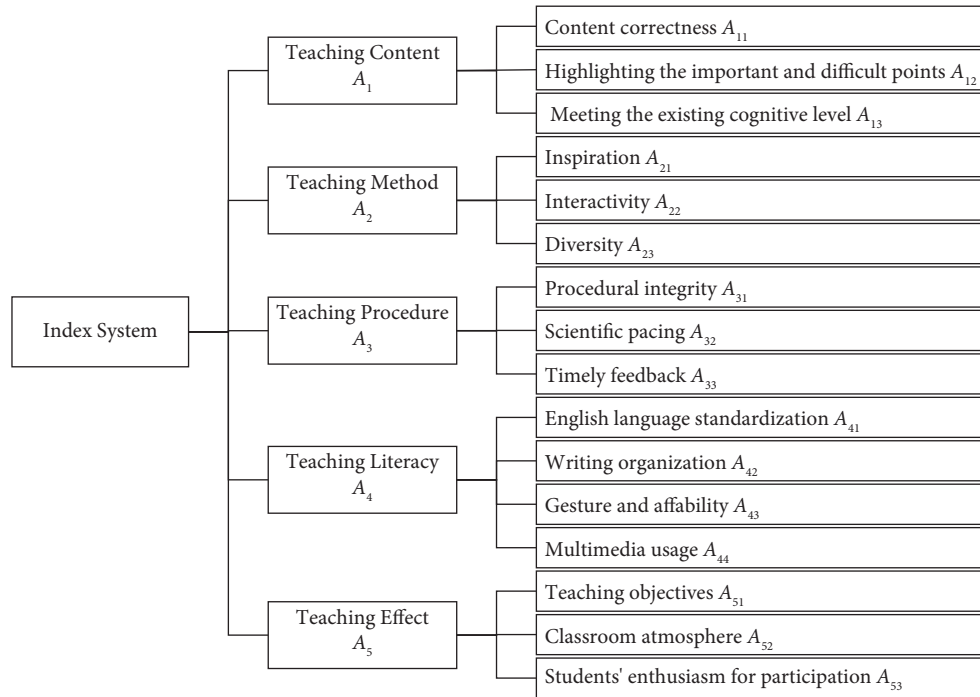 Index System
Teaching Content
A₁
Content correctness A₁₁
Highlighting the important and difficult points A₁₂
Meeting the existing cognitive level A₁₃
Teaching Method
A₂
Inspiration A₂₁
Interactivity A₂₂
Diversity A₂₃
Teaching Procedure
A₃
Procedural integrity A₃₁
Scientific pacing A₃₂
Timely feedback A₃₃
Teaching Literacy
A₄
English language standardization A₄₁
Writing organization A₄₂
Gesture and affability A₄₃
Multimedia usage A₄₄
Teaching Effect
A₅
Teaching objectives A₅₁
Classroom atmosphere A₅₂
Students' enthusiasm for participation A₅₃